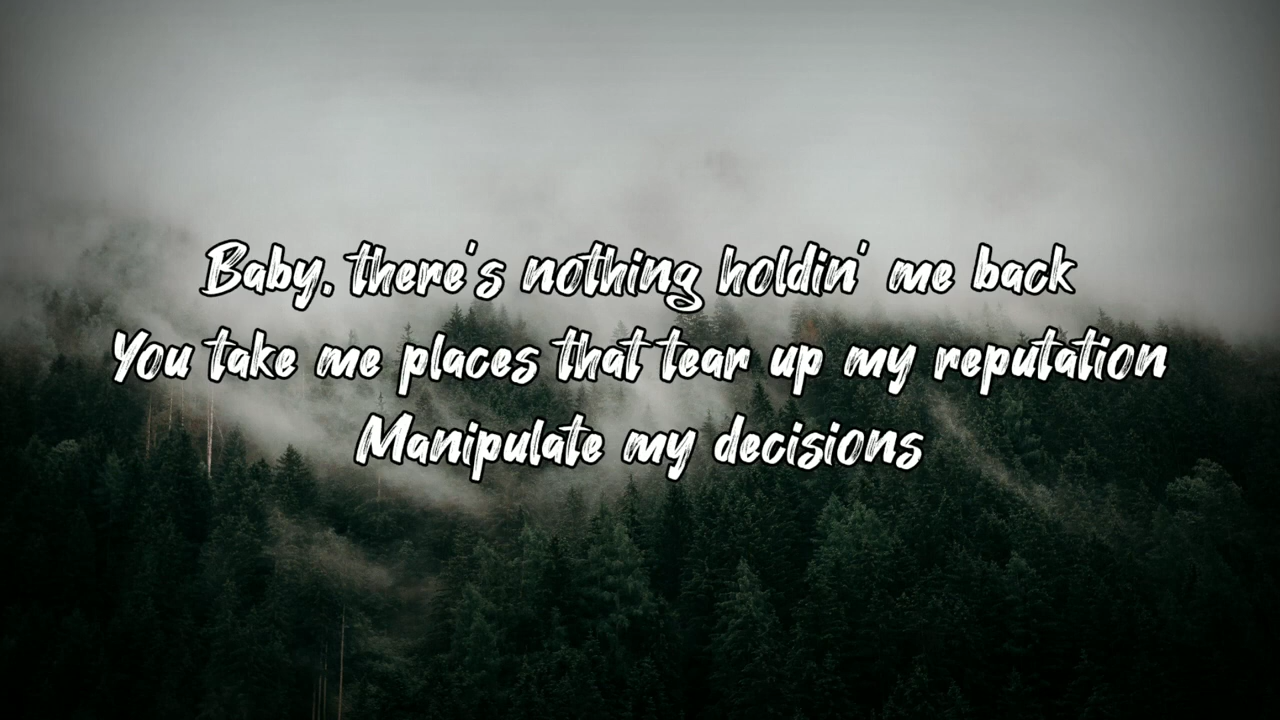 Baby, there's nothing holdin' me back
You take me places that tear up my reputation
Manipulate my decisions